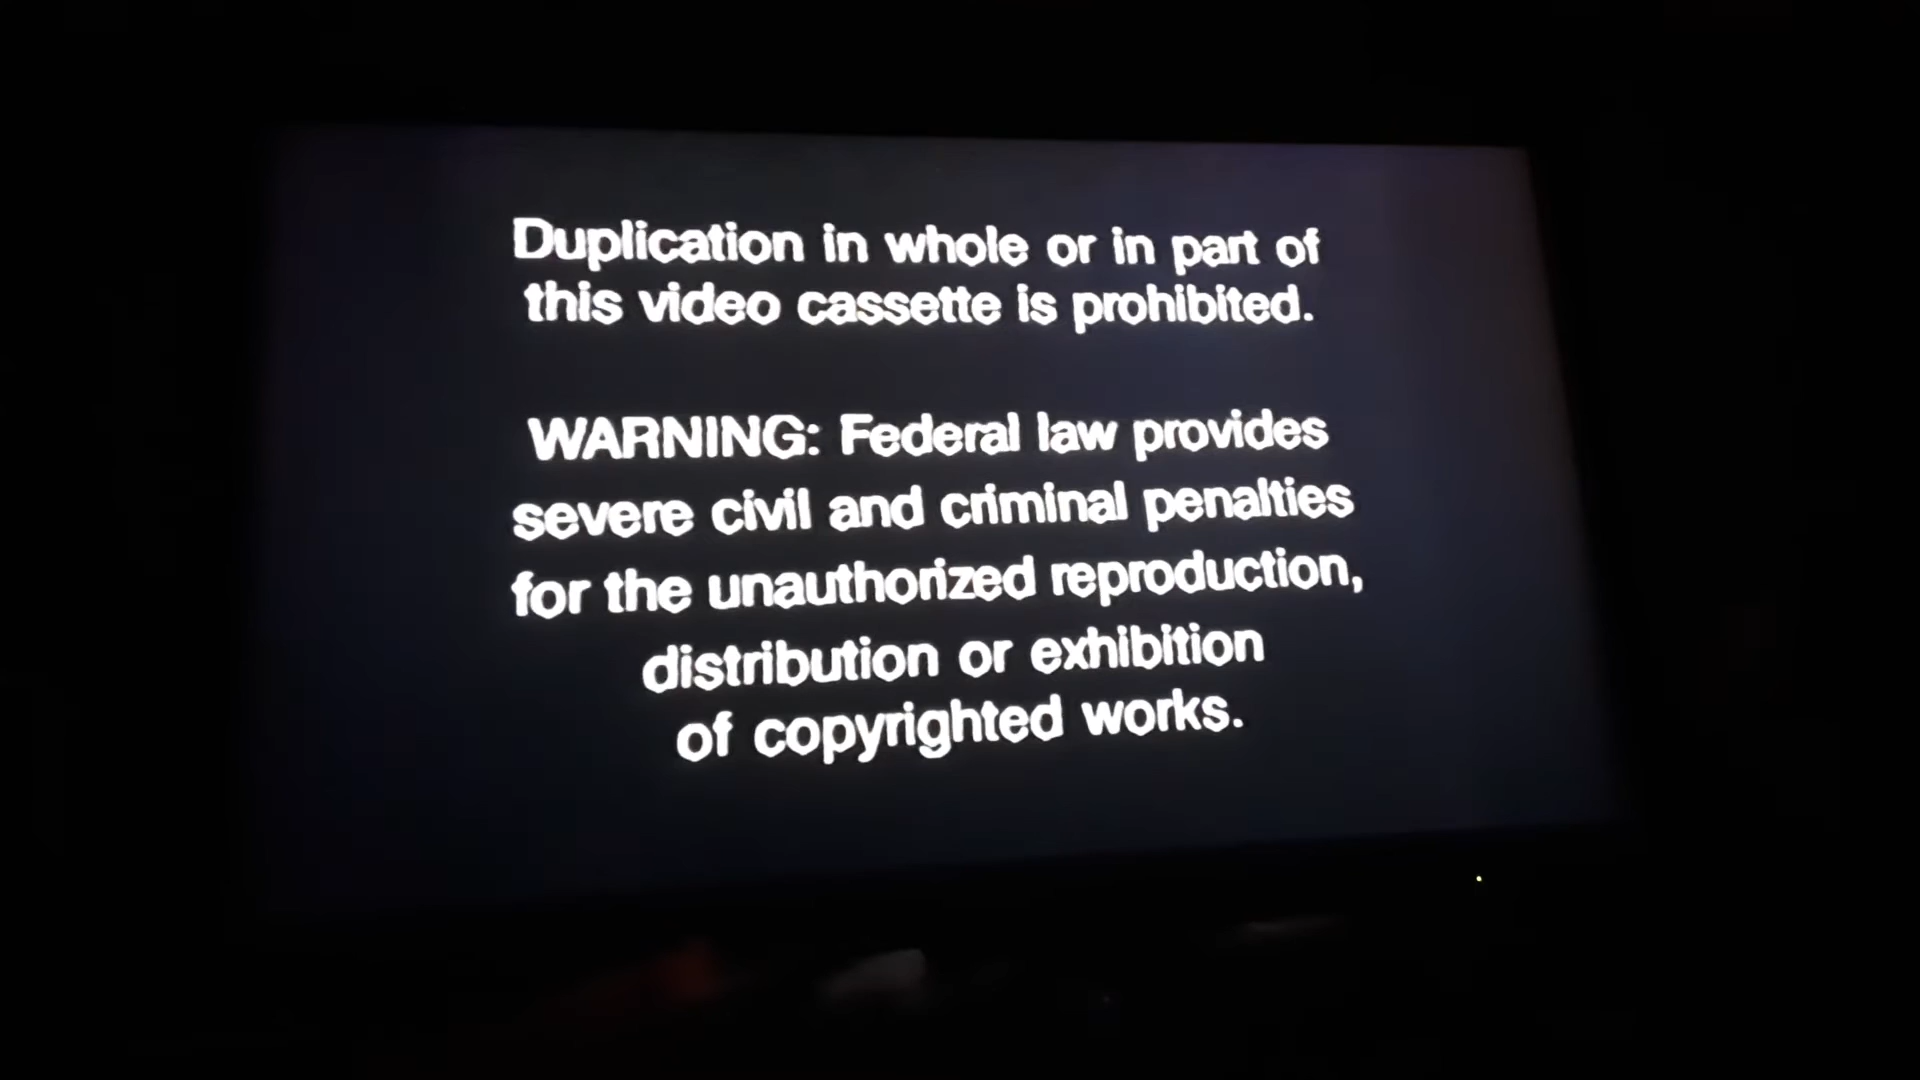 Duplication in whole or in part of
this video cassette is prohibited.
WARNING: Federal law provides
severe civil and criminal penalties
for the unauthorized reproduction,
distribution or exhibition
of copyrighted works.